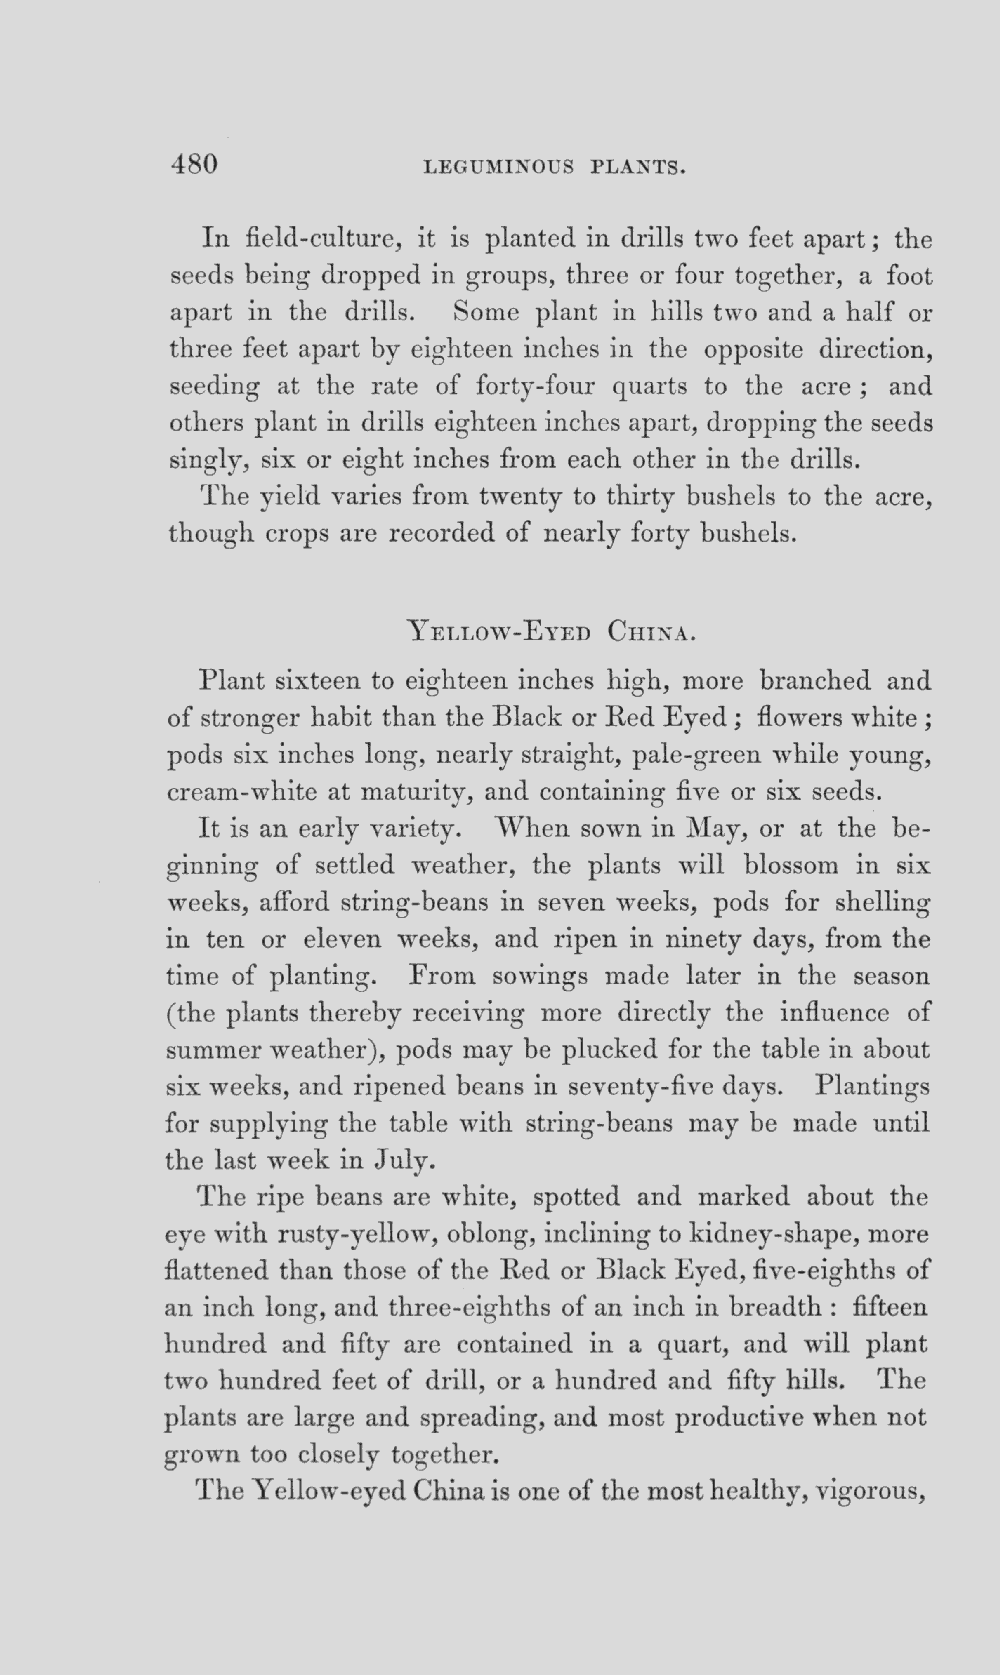 480 LEGUMINOUS PLANTS.
In field-culture, it is planted in drills two feet apart; the
seeds being dropped in groups, three or four together, a foot
apart in the drills. Some plant in hills two and a half or
three feet apart by eighteen inches in the opposite direction,
seeding at the rate of forty-four quarts to the acre; and
others plant in drills eighteen inches apart, dropping the seeds
singly, six or eight inches from each other in the drills.
The yield varies from twenty to thirty bushels to the acre,
though crops are recorded of nearly forty bushels.
YELLOW-EYED CHINA.
Plant sixteen to eighteen inches high, more branched and
of stronger habit than the Black or Red Eyed; flowers white;
pods six inches long, nearly straight, pale-green while young,
cream-white at maturity, and containing five or six seeds.
It is an early variety. When sown in May, or at the be-
ginning of settled weather, the plants will blossom in six
weeks, afford string-beans in seven weeks, pods for shelling
in ten or eleven weeks, and ripen in ninety days, from the
time of planting. From sowings made later in the season
(the plants thereby receiving more directly the influence of
summer weather), pods may be plucked for the table in about
six weeks, and ripened beans in seventy-five days. Plantings
for supplying the table with string-beans may be made until
the last week in July.
The ripe beans are white, spotted and marked about the
eye with rusty-yellow, oblong, inclining to kidney-shape, more
flattened than those of the Red or Black Eyed, five-eighths of
an inch long, and three-eighths of an inch in breadth: fifteen
hundred and fifty are contained in a quart, and will plant
two hundred feet of drill, or a hundred and fifty hills. The
plants are large and spreading, and most productive when not
grown too closely together.
The Yellow-eyed China is one of the most healthy, vigorous,